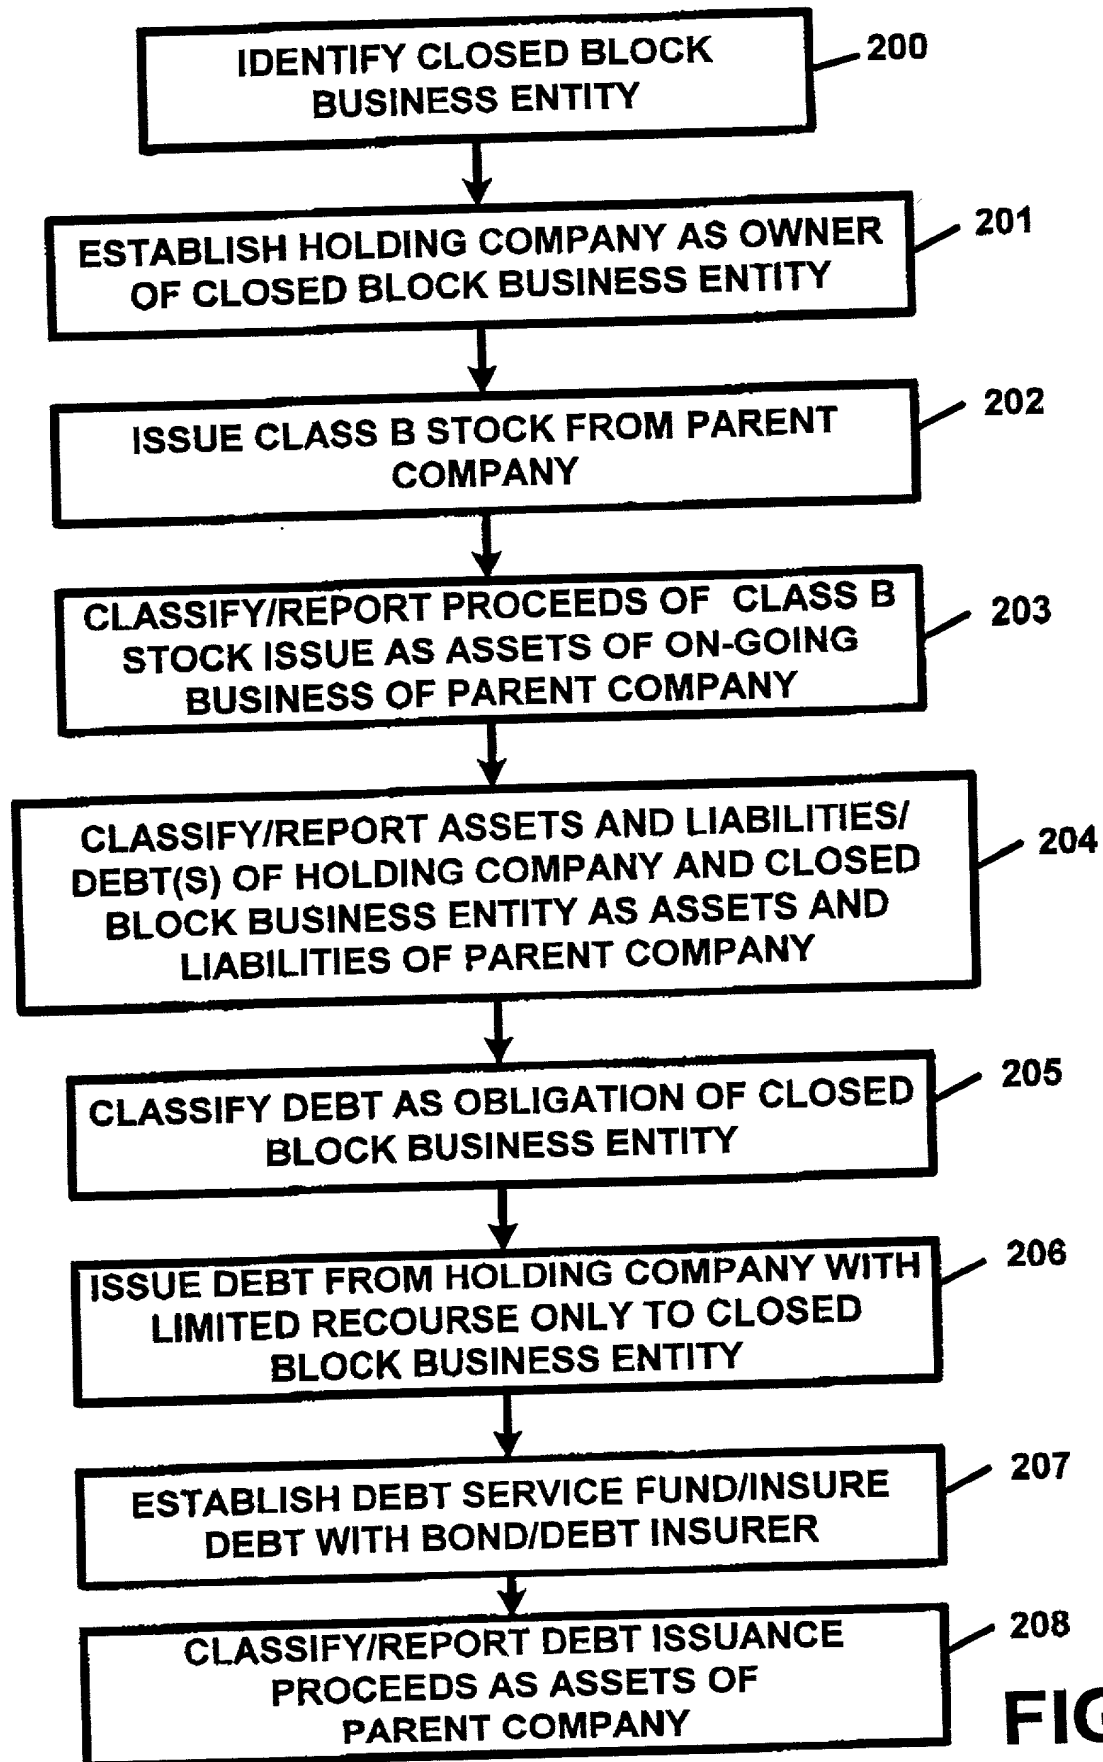 IDENTIFY CLOSED BLOCK
BUSINESS ENTITY
200
ESTABLISH HOLDING COMPANY AS OWNER
OF CLOSED BLOCK BUSINESS ENTITY
201
ISSUE CLASS B STOCK FROM PARENT
COMPANY
202
CLASSIFY/REPORT PROCEEDS OF CLASS B
STOCK ISSUE AS ASSETS OF ON-GOING
BUSINESS OF PARENT COMPANY
203
CLASSIFY/REPORT ASSETS AND LIABILITIES/
DEBT(S) OF HOLDING COMPANY AND CLOSED
BLOCK BUSINESS ENTITY AS ASSETS AND
LIABILITIES OF PARENT COMPANY
204
CLASSIFY DEBT AS OBLIGATION OF CLOSED
BLOCK BUSINESS ENTITY
205
ISSUE DEBT FROM HOLDING COMPANY WITH
LIMITED RECOURSE ONLY TO CLOSED
BLOCK BUSINESS ENTITY
206
ESTABLISH DEBT SERVICE FUND/INSURE
DEBT WITH BOND/DEBT INSURER
207
CLASSIFY/REPORT DEBT ISSUANCE
PROCEEDS AS ASSETS OF
PARENT COMPANY
208
FIG